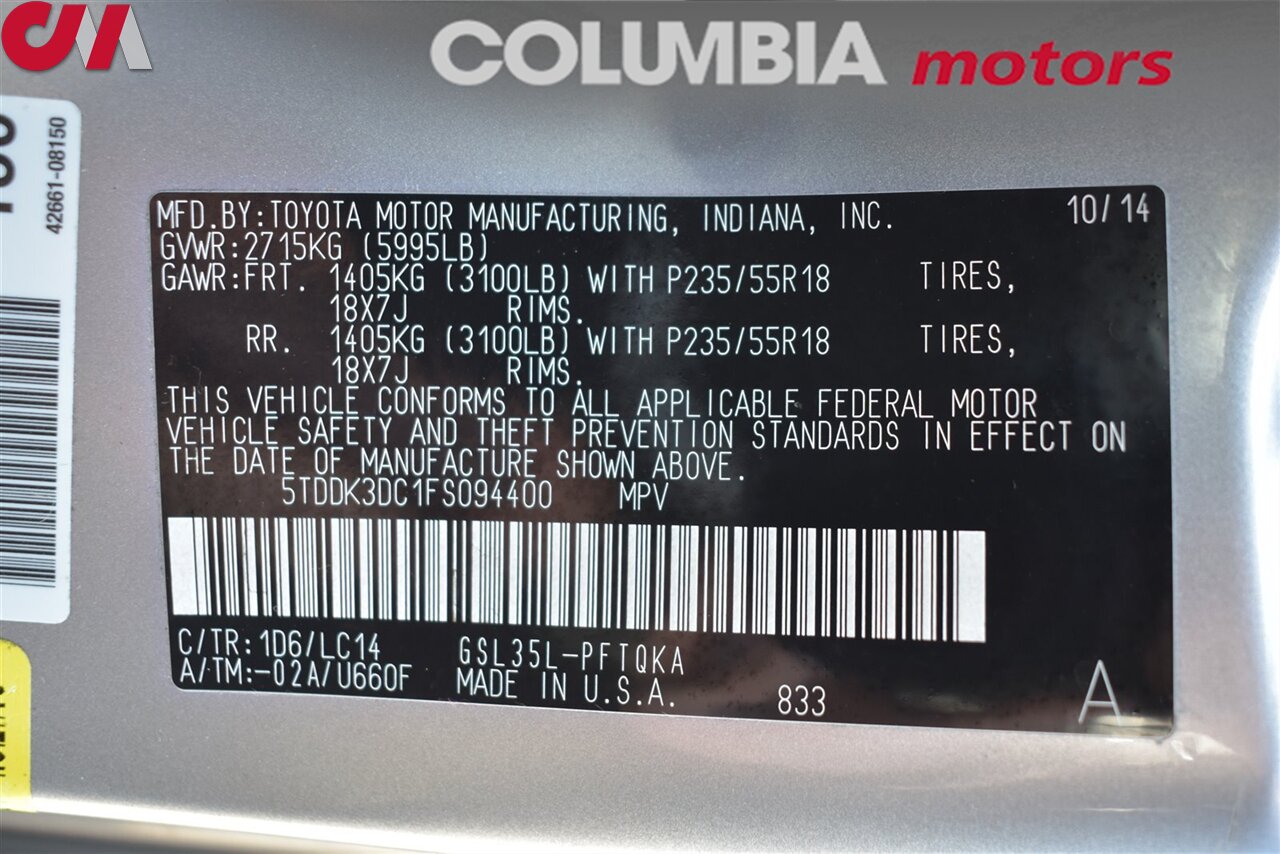 CM
COLUMBIA motors
42661-08150
MFD.BY:TOYOTA MOTOR MANUFACTURING, INDIANA, INC. 10/14
GVWR:2715KG (5995LB)
GAWR:FRT. 1405KG (3100LB) WITH P235/55R18 TIRES,
18X7J RIMS.
RR. 1405KG (3100LB) WITH P235/55R18 TIRES,
18X7J RIMS.
THIS VEHICLE CONFORMS TO ALL APPLICABLE FEDERAL MOTOR
VEHICLE SAFETY AND THEFT PREVENTION STANDARDS IN EFFECT ON
THE DATE OF MANUFACTURE SHOWN ABOVE.
5TDDK3DC1FS094400 MPV
C/TR:1D6/LC14 GSL35L-PFTQKA
A/TM:-02A/U660F MADE IN U.S.A. 833 A